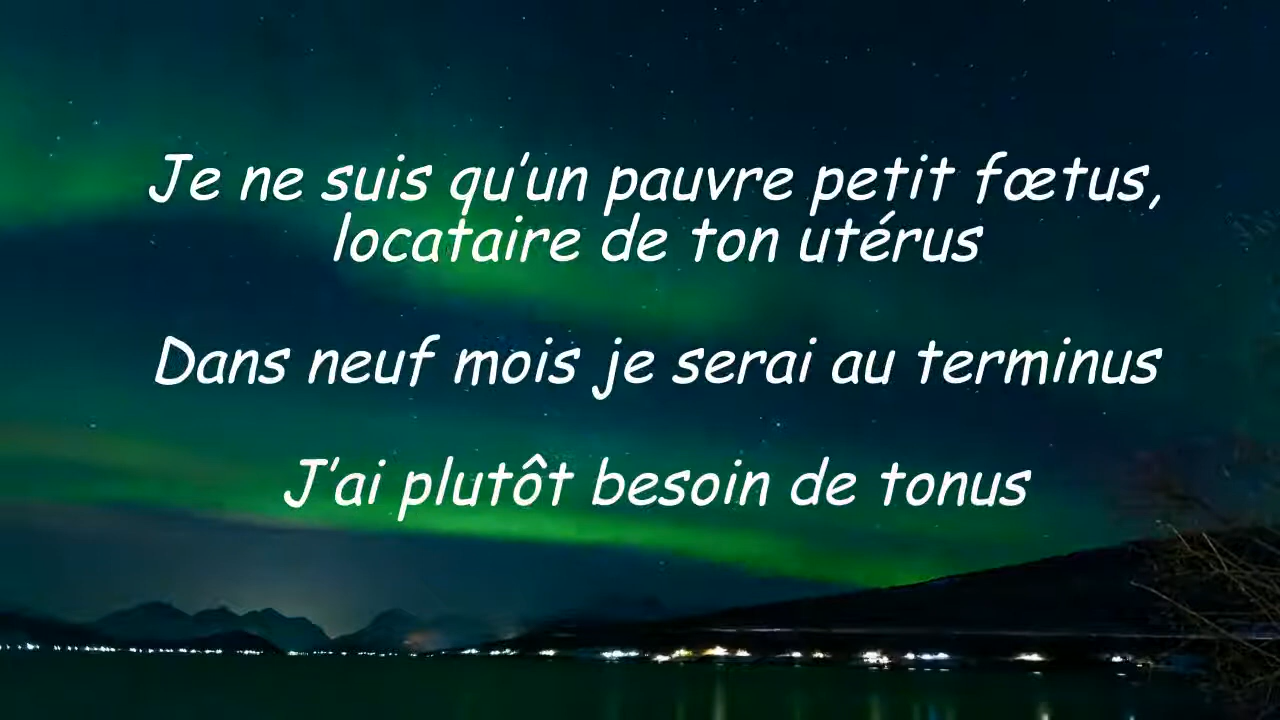 Je ne suis qu’un pauvre petit fœtus,
locataire de ton utérus
Dans neuf mois je serai au terminus
J’ai plutôt besoin de tonus